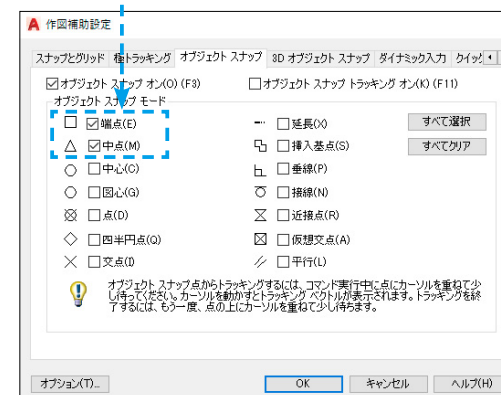 作図補助設定
スナップとグリッド 極トラッキング オブジェクト スナップ 3D オブジェクト スナップ ダイナミック入力 クイック
オブジェクト スナップ オン(O) (F3) オブジェクト スナップ トラッキング オン(K) (F11)
オブジェクト スナップ モード
端点(E) 延長(X) すべて選択
中点(M) 挿入基点(S) すべてクリア
中心(C) 垂線(P)
図心(G) 接線(N)
点(D) 近接点(R)
四半円点(Q) 仮想交点(A)
交点(I) 平行(L)
オブジェクト スナップ点からトラッキングするには、コマンド実行中に点にカーソルを重ねて少
し待ってください。カーソルを動かすとトラッキング ベクトルが表示されます。トラッキングを終
了するには、もう一度、点の上にカーソルを重ねて少し待ちます。
オプション(T)... OK キャンセル ヘルプ(H)